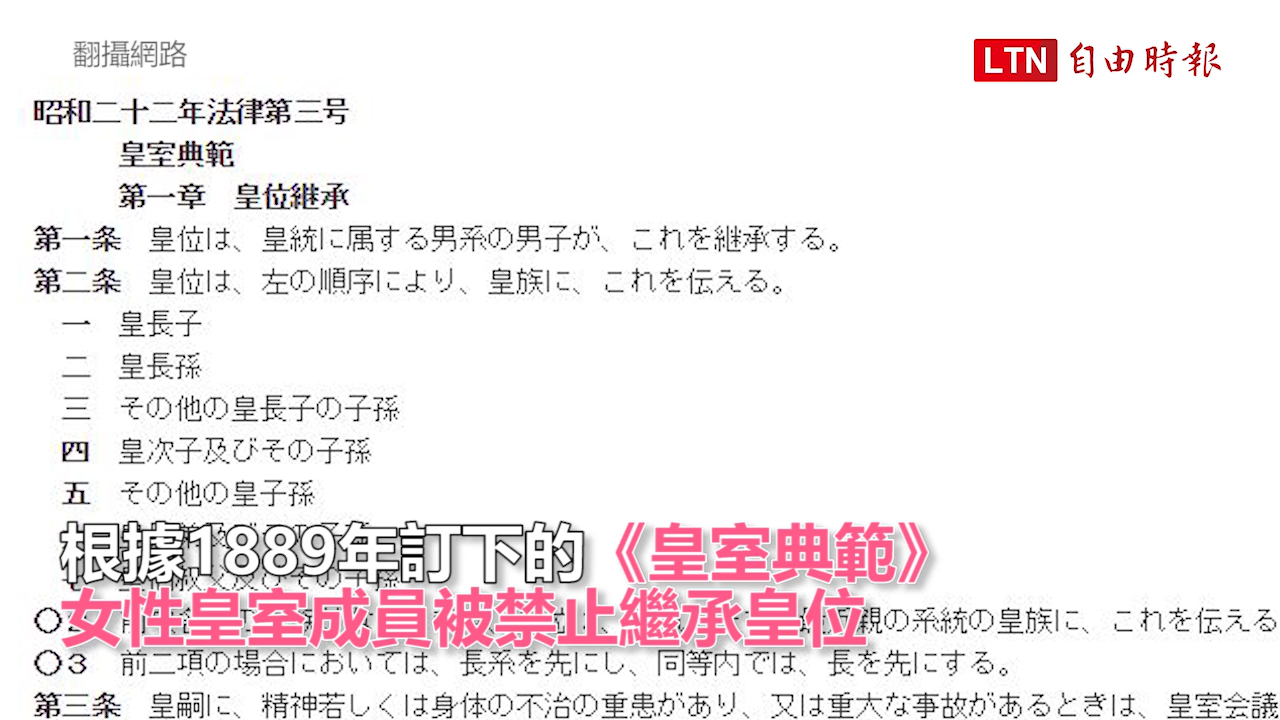 翻攝網路
LTN 自由時報
昭和二十二年法律第三号
皇室典範
第一章　皇位継承
第一条　皇位は、皇統に属する男系の男子が、これを継承する。
第二条　皇位は、左の順序により、皇族に、これを伝える。
一　皇長子
二　皇長孫
三　その他の皇長子の子孫
四　皇次子及びその子孫
五　その他の皇子孫
根據1889年訂下的《皇室典範》
女性皇室成員被禁止繼承皇位
親の系統の皇族に、これを伝える
○３　前二項の場合においては、長系を先にし、同等内では、長を先にする。
第三条　皇嗣に、精神若しくは身体の不治の重患があり、又は重大な事故があるときは、皇室会議